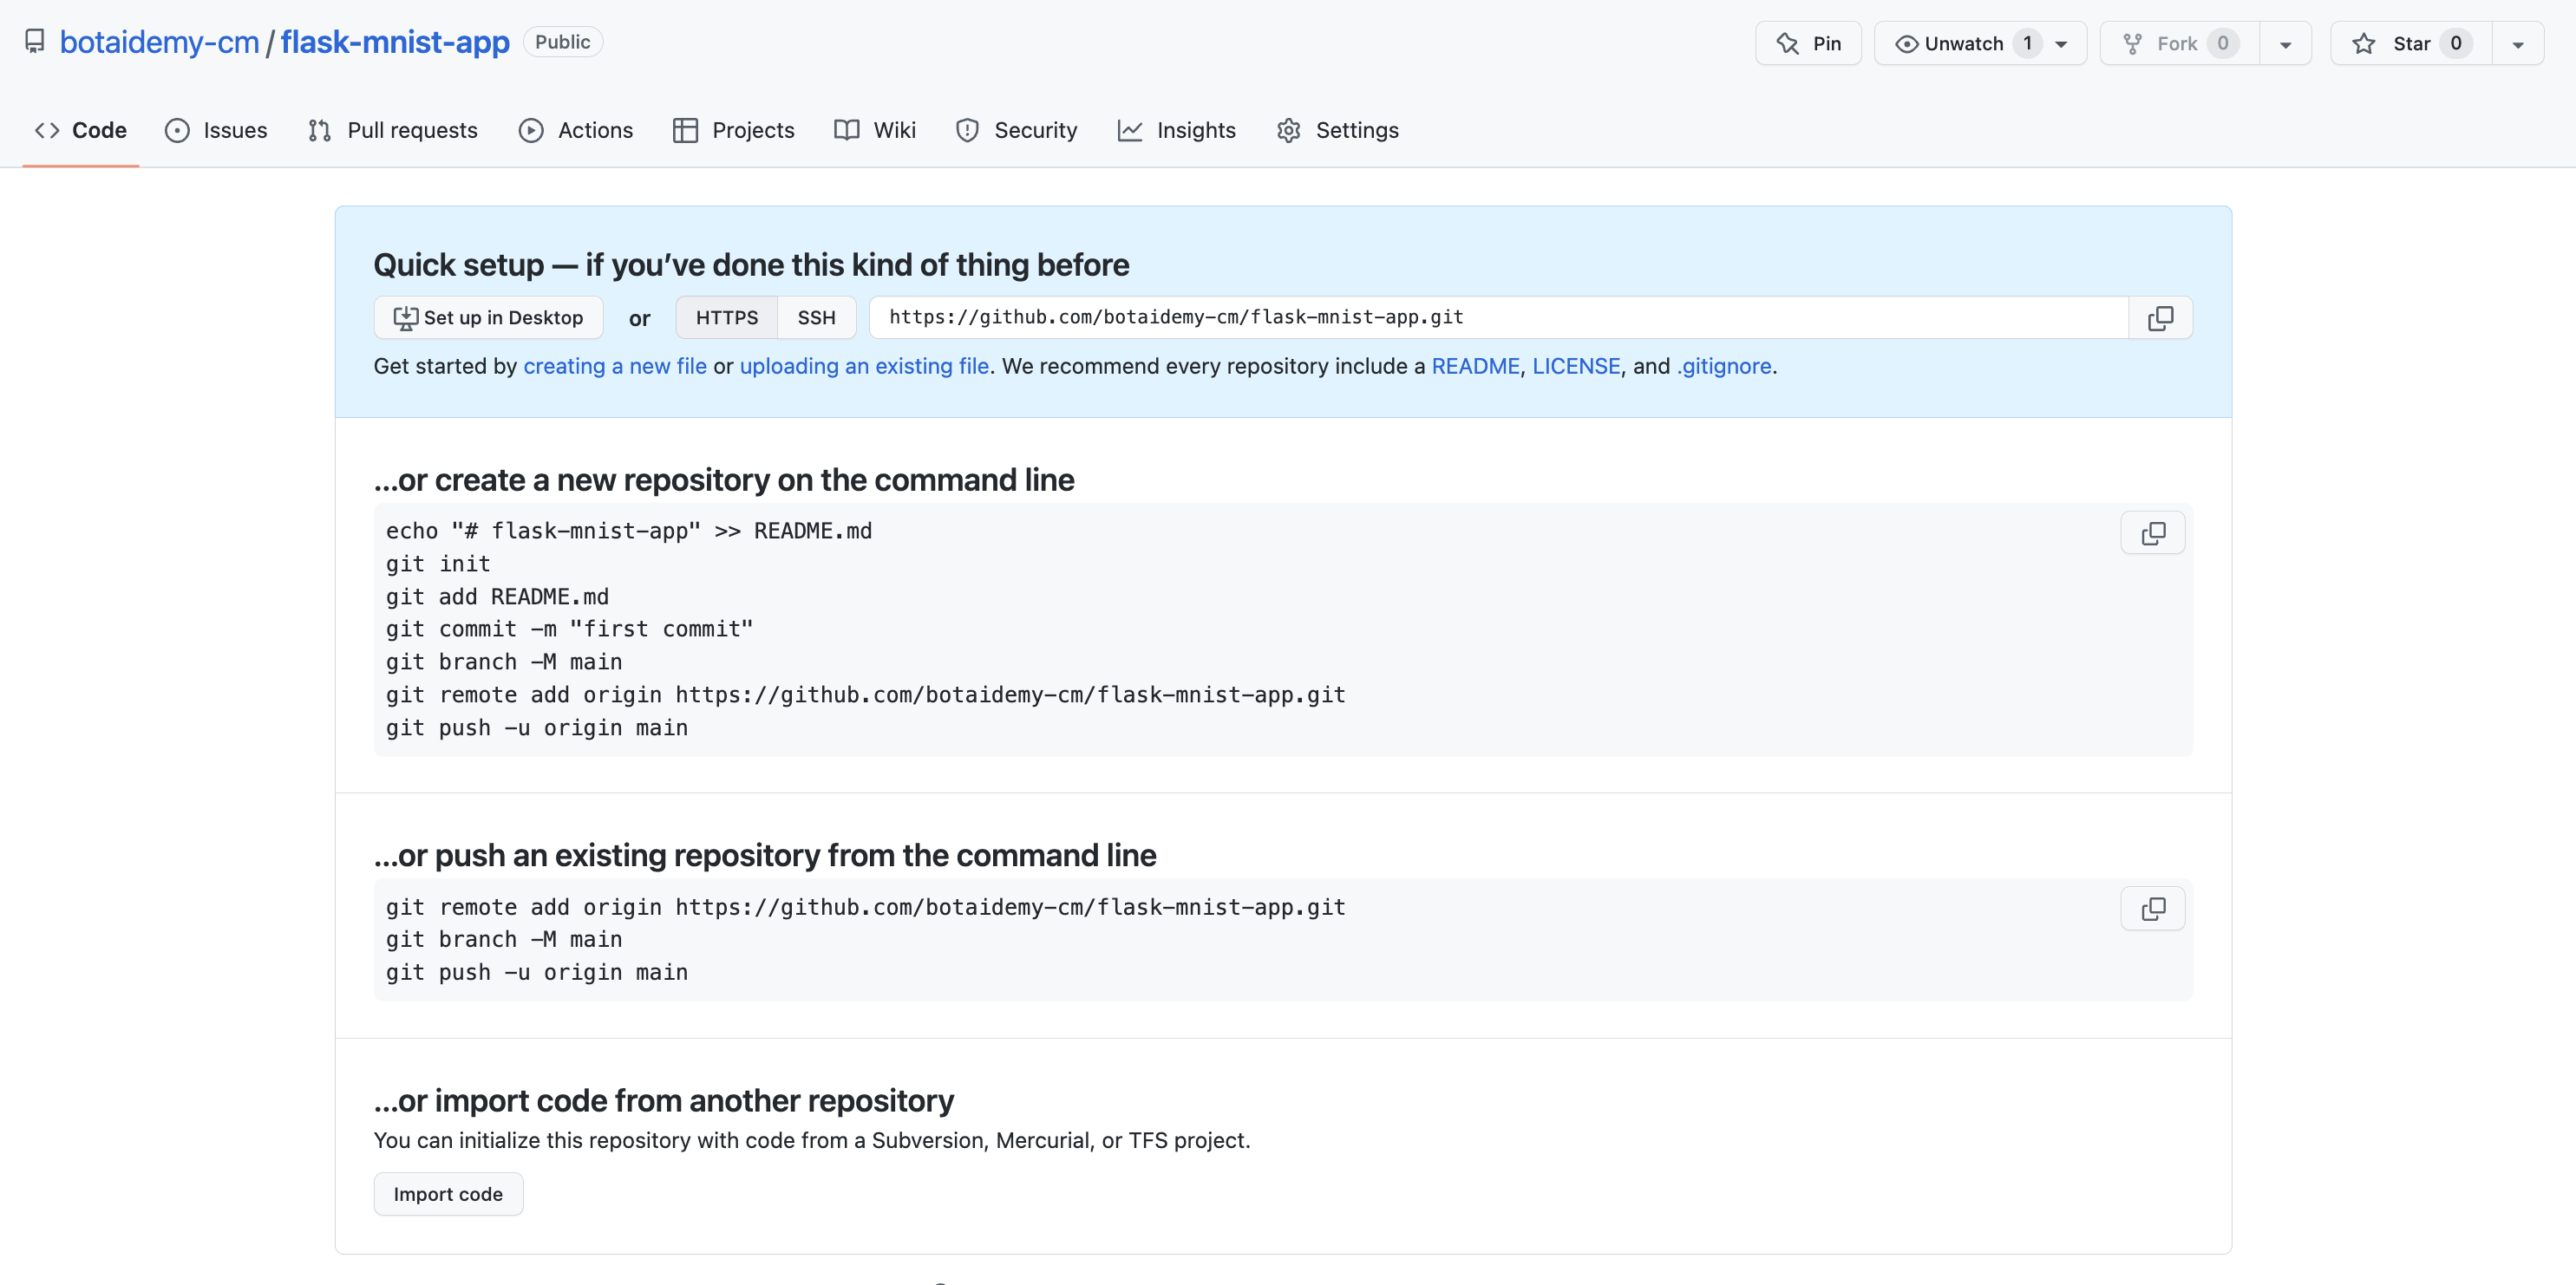 botaidemy-cm / flask-mnist-app Public
Pin Unwatch 1 Fork 0 Star 0
Code Issues Pull requests Actions Projects Wiki Security Insights Settings
Quick setup — if you’ve done this kind of thing before
Set up in Desktop or HTTPS SSH https://github.com/botaidemy-cm/flask-mnist-app.git
Get started by creating a new file or uploading an existing file. We recommend every repository include a README, LICENSE, and .gitignore.
…or create a new repository on the command line
echo "# flask-mnist-app" >> README.md
git init
git add README.md
git commit -m "first commit"
git branch -M main
git remote add origin https://github.com/botaidemy-cm/flask-mnist-app.git
git push -u origin main
…or push an existing repository from the command line
git remote add origin https://github.com/botaidemy-cm/flask-mnist-app.git
git branch -M main
git push -u origin main
…or import code from another repository
You can initialize this repository with code from a Subversion, Mercurial, or TFS project.
Import code